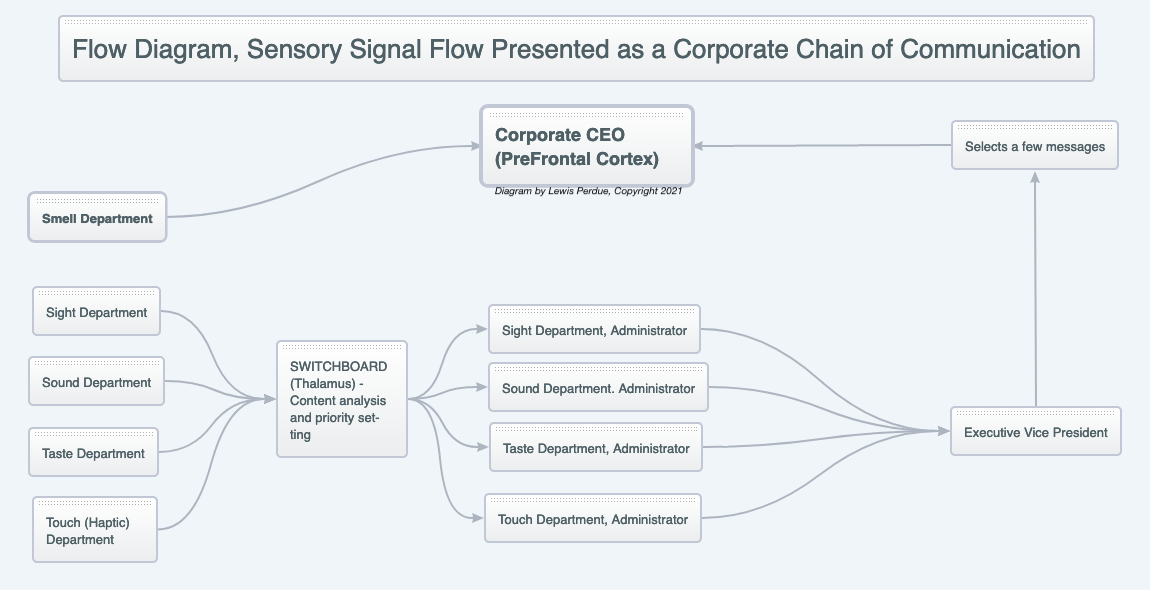 Flow Diagram, Sensory Signal Flow Presented as a Corporate Chain of Communication
Corporate CEO
(PreFrontal Cortex)
Diagram by Lewis Perdue, Copyright 2021
Selects a few messages
Smell Department
Sight Department
Sound Department
Taste Department
Touch (Haptic)
Department
SWITCHBOARD
(Thalamus) -
Content analysis
and priority set-
ting
Sight Department, Administrator
Sound Department. Administrator
Taste Department, Administrator
Touch Department, Administrator
Executive Vice President